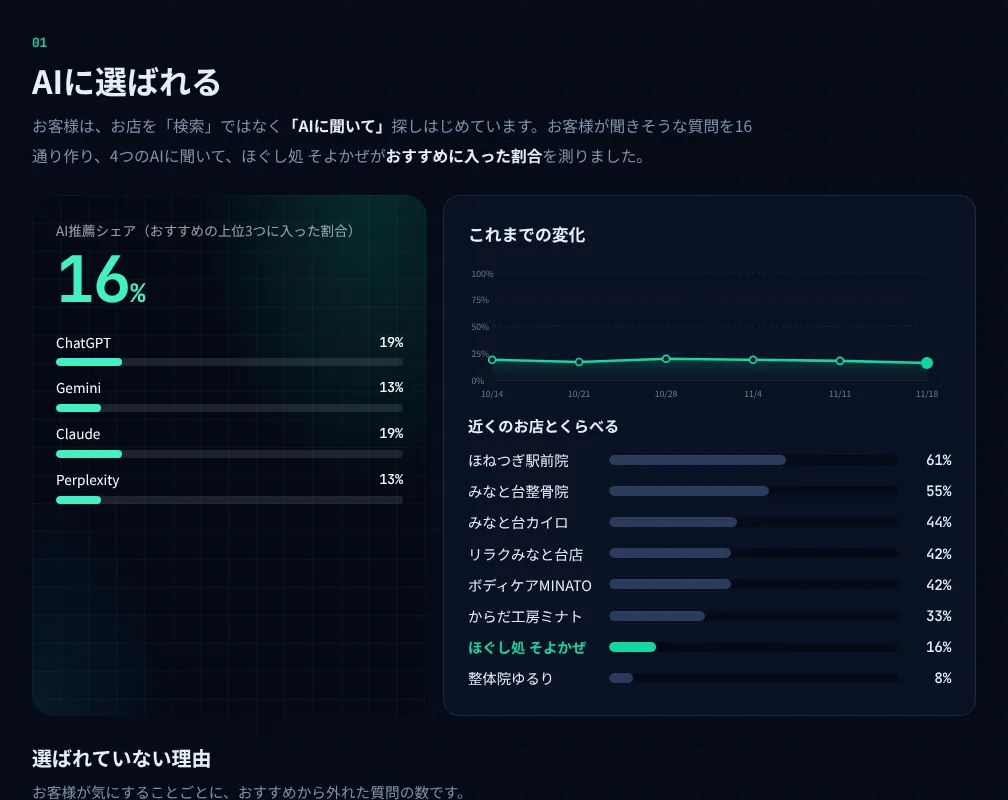 01
AIに選ばれる
お客様は、お店を「検索」ではなく「AIに聞いて」探しはじめています。お客様が聞きそうな質問を16
通り作り、4つのAIに聞いて、ほぐし処 そよかぜがおすすめに入った割合を測りました。
AI推薦シェア（おすすめの上位3つに入った割合）
16%
ChatGPT 19%
Gemini 13%
Claude 19%
Perplexity 13%
これまでの変化
100%
75%
50%
25%
0%
10/14 10/21 10/28 11/4 11/11 11/18
近くのお店とくらべる
ほねつぎ駅前院 61%
みなと台整骨院 55%
みなと台カイロ 44%
リラクみなと台店 42%
ボディケアMINATO 42%
からだ工房ミナト 33%
ほぐし処 そよかぜ 16%
整体院ゆるり 8%
選ばれていない理由
お客様が気にすることごとに、おすすめから外れた質問の数です。